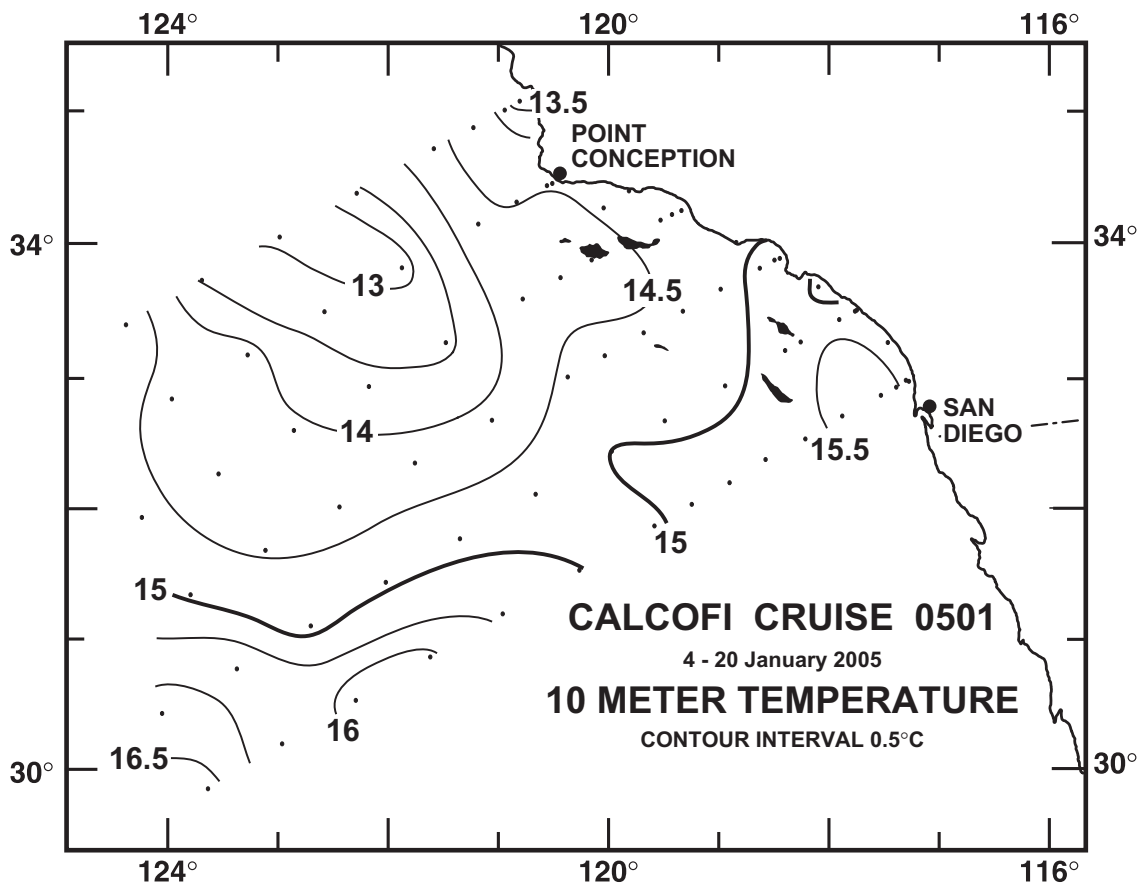 124° 120° 116°
13.5
POINT
CONCEPTION
34° 34°
13
14.5
14
SAN
DIEGO
15.5
15
15
CALCOFI CRUISE 0501
4 - 20 January 2005
10 METER TEMPERATURE
CONTOUR INTERVAL 0.5°C
16
16.5
30° 30°
124° 120° 116°